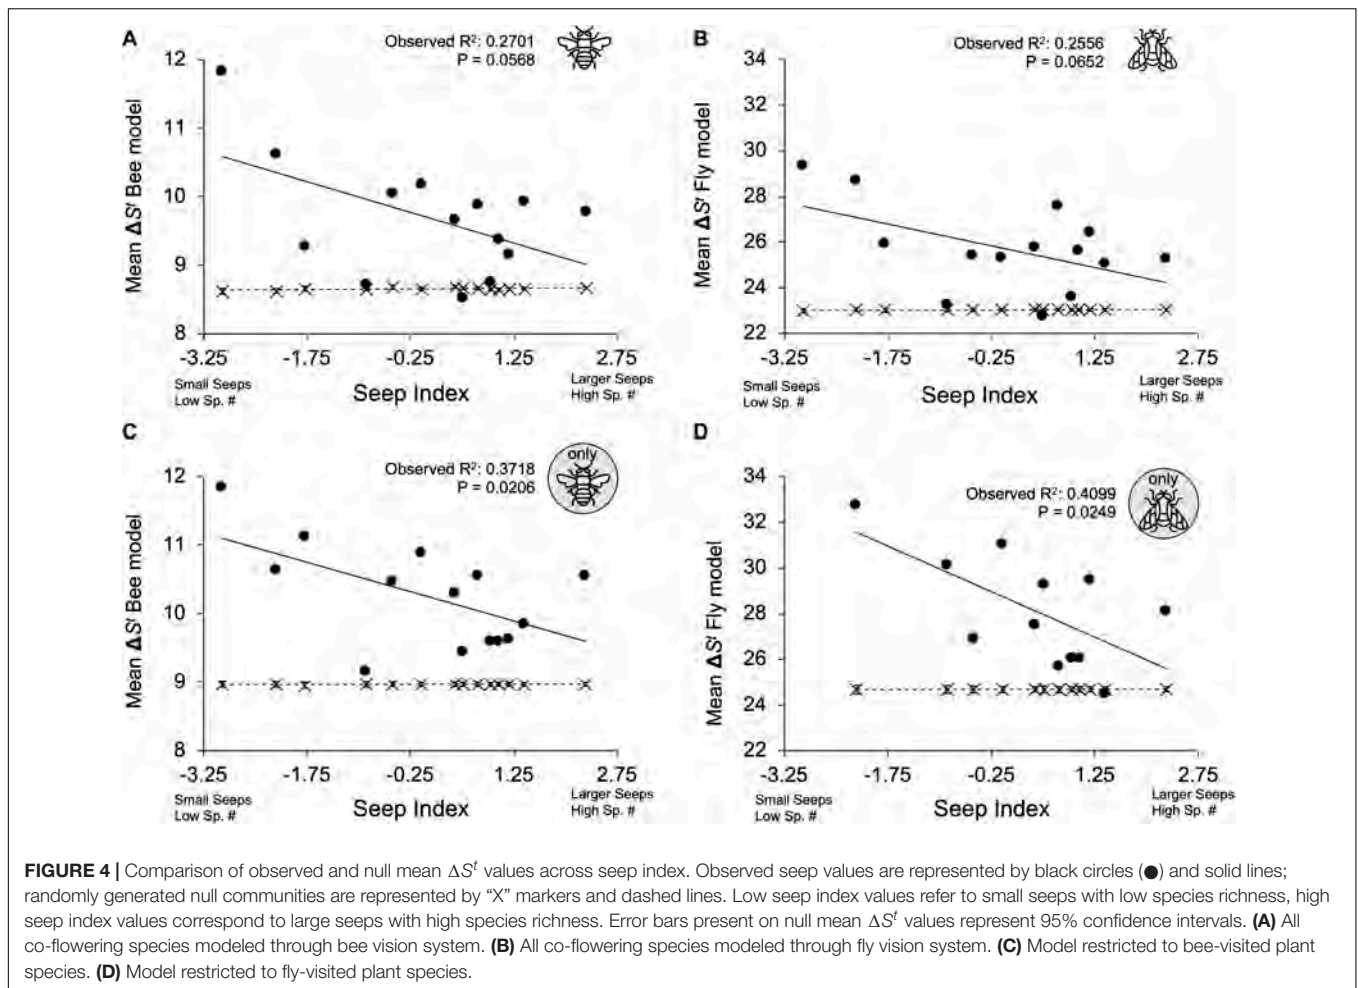 A
Observed R²: 0.2701
P = 0.0568
12
11
10
9
8
Mean ΔSᵗ Bee model
-3.25 -1.75 -0.25 1.25 2.75
Small Seeps
Low Sp. #
Seep Index
Larger Seeps
High Sp. #
B
Observed R²: 0.2556
P = 0.0652
34
32
30
28
26
24
22
Mean ΔSᵗ Fly model
-3.25 -1.75 -0.25 1.25 2.75
Small Seeps
Low Sp. #
Seep Index
Larger Seeps
High Sp. #
C
Observed R²: 0.3718
P = 0.0206
only
12
11
10
9
8
Mean ΔSᵗ Bee model
-3.25 -1.75 -0.25 1.25 2.75
Small Seeps
Low Sp. #
Seep Index
Larger Seeps
High Sp. #
D
Observed R²: 0.4099
P = 0.0249
only
34
32
30
28
26
24
22
Mean ΔSᵗ Fly model
-3.25 -1.75 -0.25 1.25 2.75
Small Seeps
Low Sp. #
Seep Index
Larger Seeps
High Sp. #
FIGURE 4 | Comparison of observed and null mean ΔSᵗ values across seep index. Observed seep values are represented by black circles (●) and solid lines;
randomly generated null communities are represented by “X” markers and dashed lines. Low seep index values refer to small seeps with low species richness, high
seep index values correspond to large seeps with high species richness. Error bars present on null mean ΔSᵗ values represent 95% confidence intervals. (A) All
co-flowering species modeled through bee vision system. (B) All co-flowering species modeled through fly vision system. (C) Model restricted to bee-visited plant
species. (D) Model restricted to fly-visited plant species.